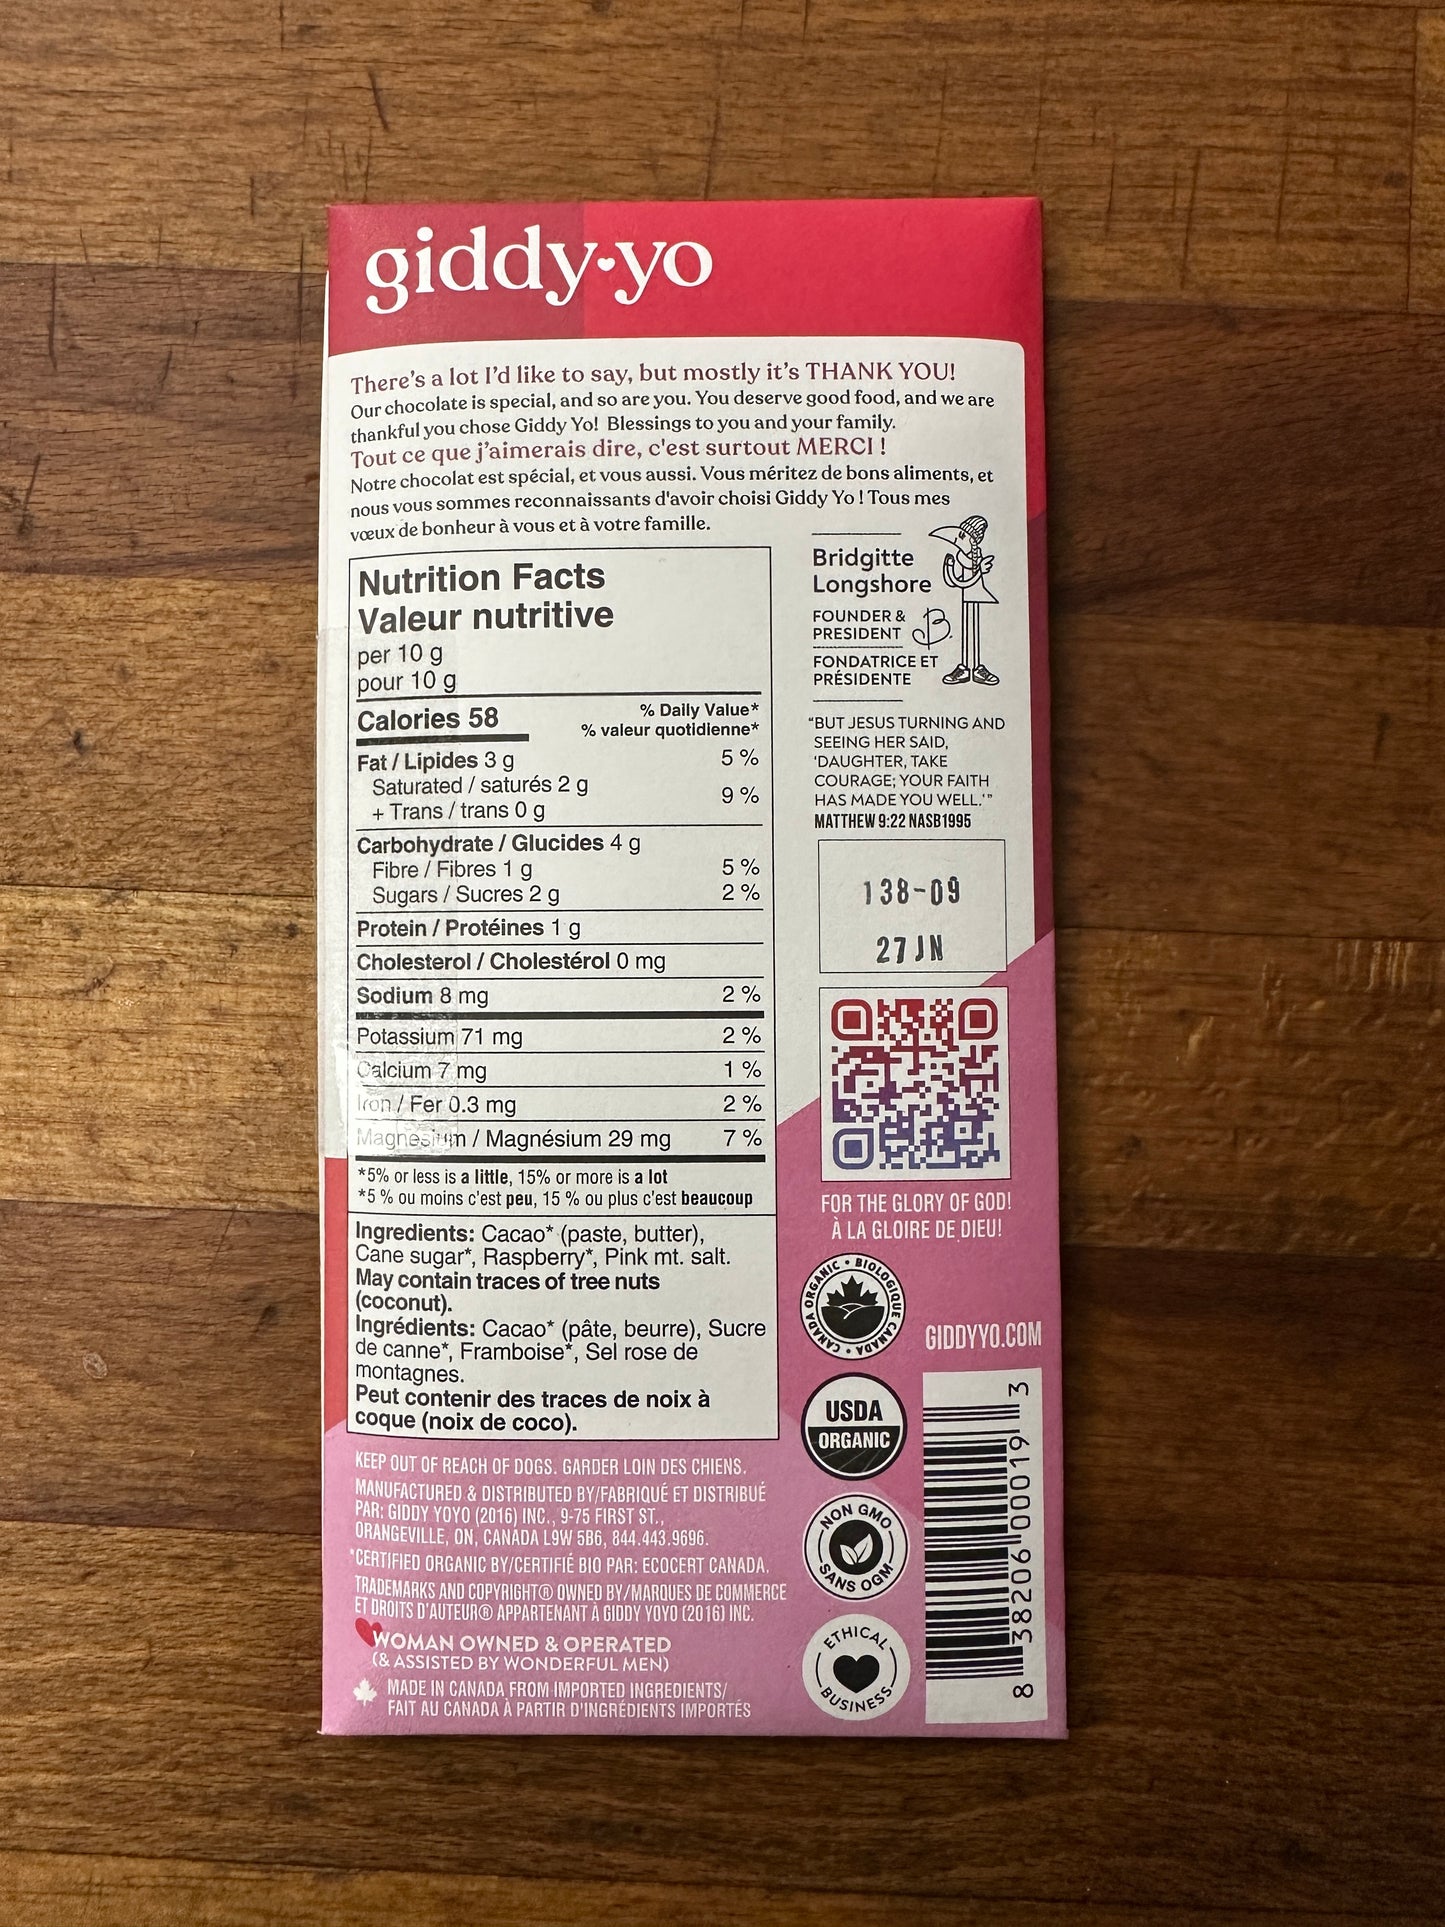 giddy·yo
There's a lot I'd like to say, but mostly it's THANK YOU!
Our chocolate is special, and so are you. You deserve good food, and we are
thankful you chose Giddy Yo! Blessings to you and your family.
Tout ce que j'aimerais dire, c'est surtout MERCI !
Notre chocolat est spécial, et vous aussi. Vous méritez de bons aliments, et
nous vous sommes reconnaissants d'avoir choisi Giddy Yo ! Tous mes
vœux de bonheur à vous et à votre famille.
Nutrition Facts
Valeur nutritive
per 10 g
pour 10 g
Calories 58
% Daily Value*
% valeur quotidienne*
Fat / Lipides 3 g 5 %
Saturated / saturés 2 g
+ Trans / trans 0 g 9 %
Carbohydrate / Glucides 4 g
Fibre / Fibres 1 g 5 %
Sugars / Sucres 2 g 2 %
Protein / Protéines 1 g
Cholesterol / Cholestérol 0 mg
Sodium 8 mg 2 %
Potassium 71 mg 2 %
Calcium 7 mg 1 %
Iron / Fer 0.3 mg 2 %
Magnesium / Magnésium 29 mg 7 %
*5% or less is a little, 15% or more is a lot
*5 % ou moins c'est peu, 15 % ou plus c'est beaucoup
Ingredients: Cacao* (paste, butter),
Cane sugar*, Raspberry*, Pink mt. salt.
May contain traces of tree nuts
(coconut).
Ingrédients: Cacao* (pâte, beurre), Sucre
de canne*, Framboise*, Sel rose de
montagnes.
Peut contenir des traces de noix à
coque (noix de coco).
KEEP OUT OF REACH OF DOGS. GARDER LOIN DES CHIENS.
MANUFACTURED & DISTRIBUTED BY/FABRIQUÉ ET DISTRIBUÉ
PAR: GIDDY YOYO (2016) INC., 9-75 FIRST ST.,
ORANGEVILLE, ON, CANADA L9W 5B6, 844.443.9696.
*CERTIFIED ORGANIC BY/CERTIFIÉ BIO PAR: ECOCERT CANADA.
TRADEMARKS AND COPYRIGHT® OWNED BY/MARQUES DE COMMERCE
ET DROITS D'AUTEUR® APPARTENANT À GIDDY YOYO (2016) INC.
WOMAN OWNED & OPERATED
(& ASSISTED BY WONDERFUL MEN)
MADE IN CANADA FROM IMPORTED INGREDIENTS/
FAIT AU CANADA À PARTIR D'INGRÉDIENTS IMPORTÉS
Bridgitte
Longshore
FOUNDER &
PRESIDENT
B.
FONDATRICE ET
PRÉSIDENTE
"BUT JESUS TURNING AND
SEEING HER SAID,
'DAUGHTER, TAKE
COURAGE; YOUR FAITH
HAS MADE YOU WELL.'"
MATTHEW 9:22 NASB1995
138-09
27 JN
FOR THE GLORY OF GOD!
À LA GLOIRE DE DIEU!
CANADA ORGANIC • BIOLOGIQUE CANADA •
GIDDYYO.COM
USDA
ORGANIC
NON GMO
SANS OGM
ETHICAL
BUSINESS
8 38206 00019 3